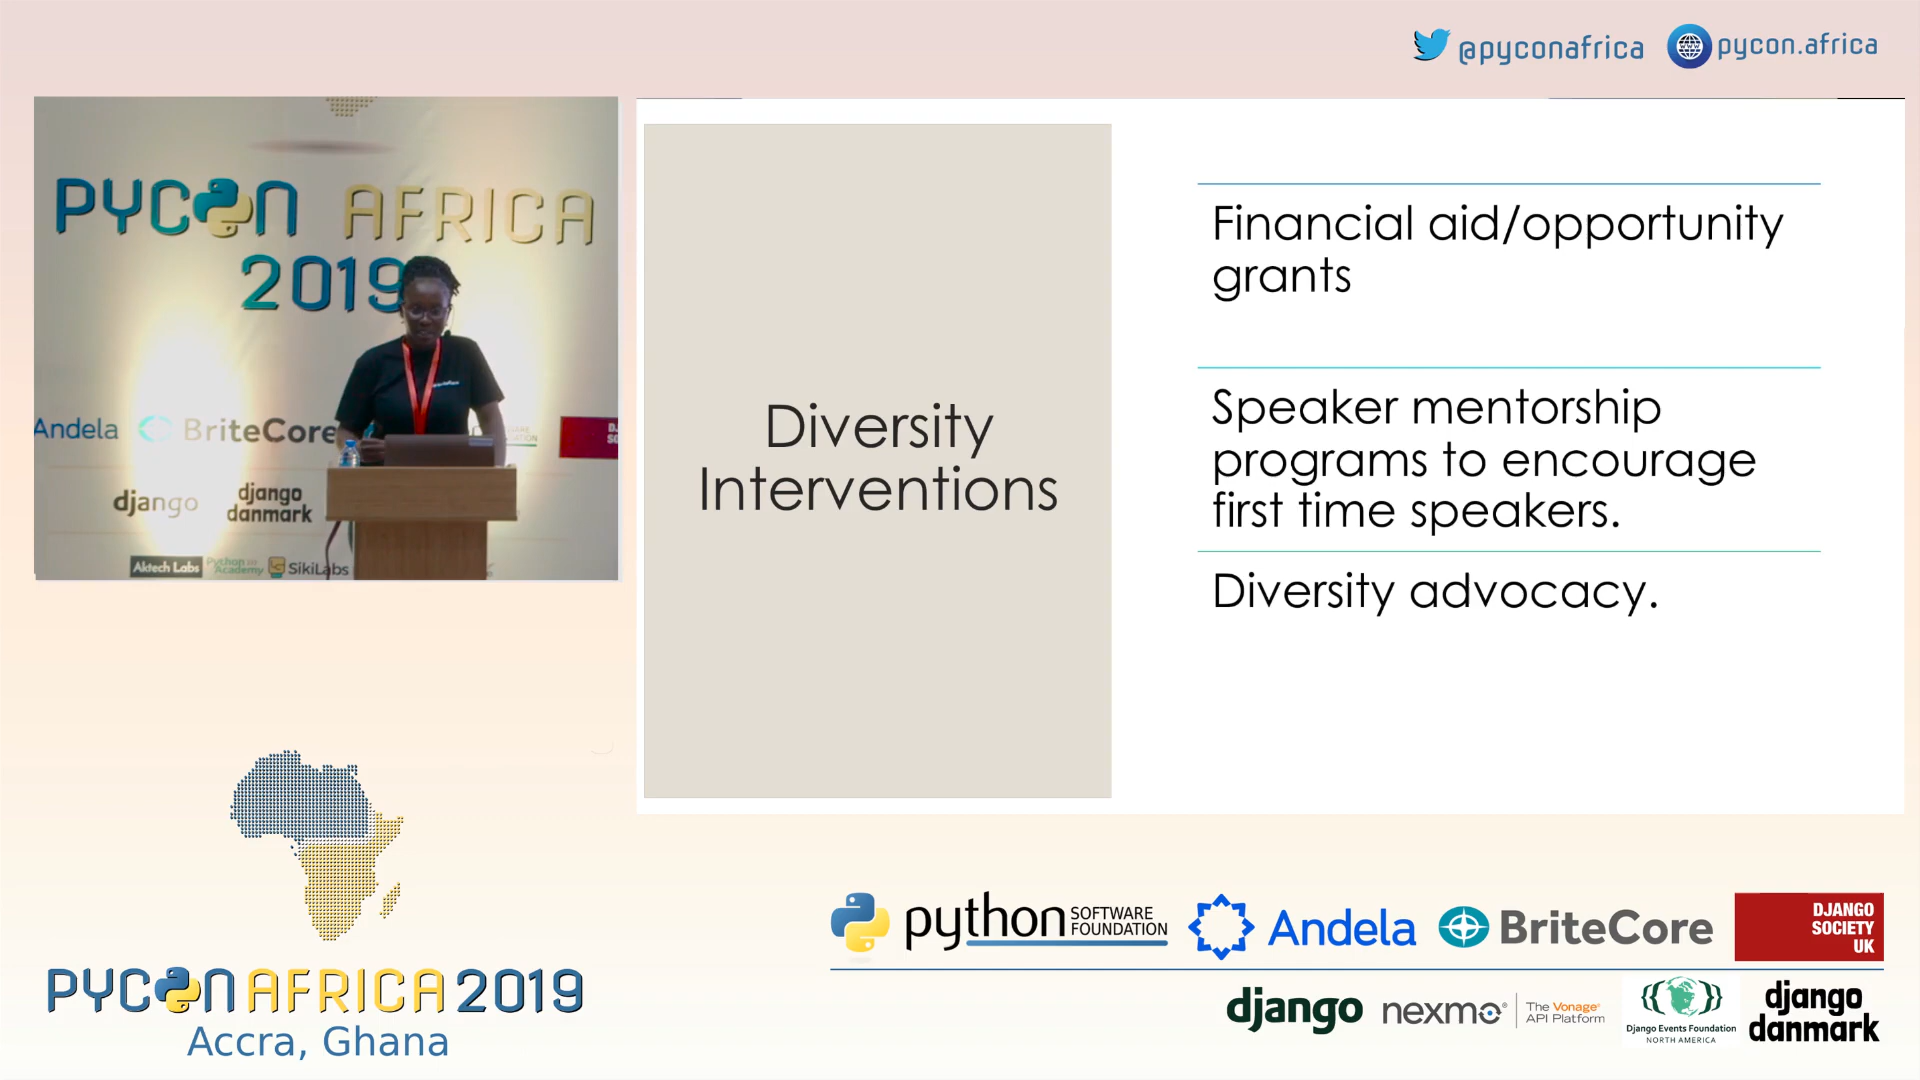 @pyconafrica
pycon.africa
PYCON AFRICA
2019
Andela
BriteCore
django
django
danmark
Aktech Labs
Python
Academy
SikiLabs
Diversity
Interventions
Financial aid/opportunity
grants
Speaker mentorship
programs to encourage
first time speakers.
Diversity advocacy.
PYCON AFRICA 2019
Accra, Ghana
python SOFTWARE
FOUNDATION
Andela
BriteCore
DJANGO
SOCIETY
UK
django
nexmo
The Vonage
API Platform
Django Events Foundation
NORTH AMERICA
django
danmark